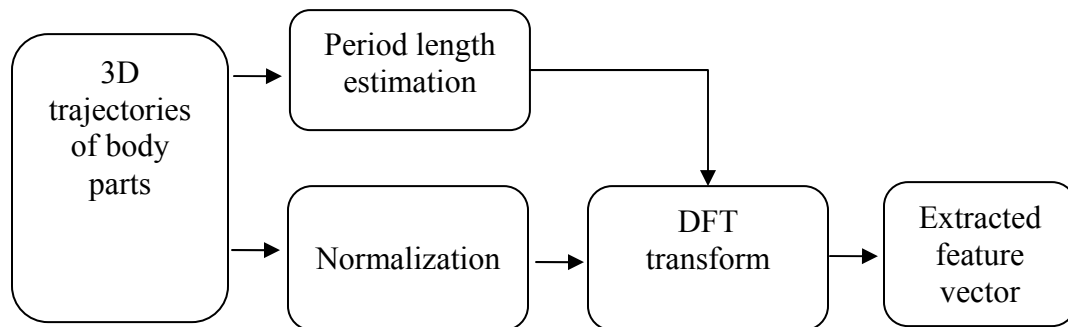 3D
trajectories
of body
parts
Period length
estimation
Normalization
DFT
transform
Extracted
feature
vector